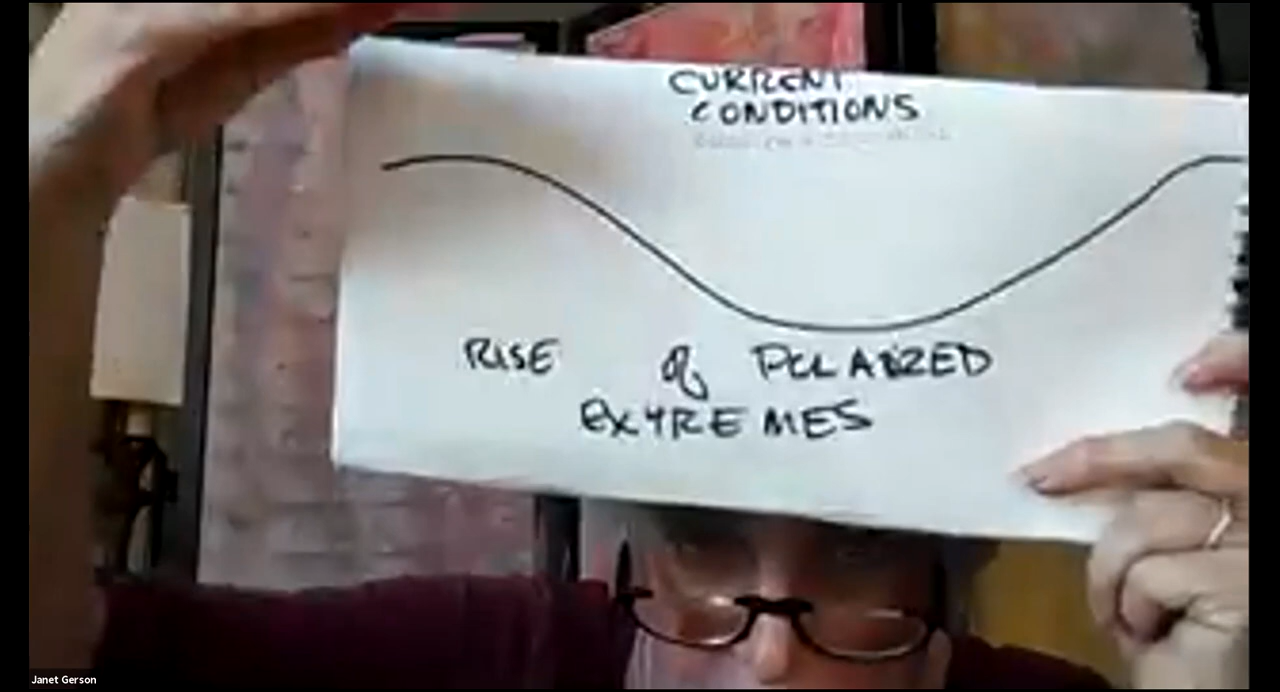 CURRENT
CONDITIONS
RISE of POLARIZED
EXTREMES
Janet Gerson